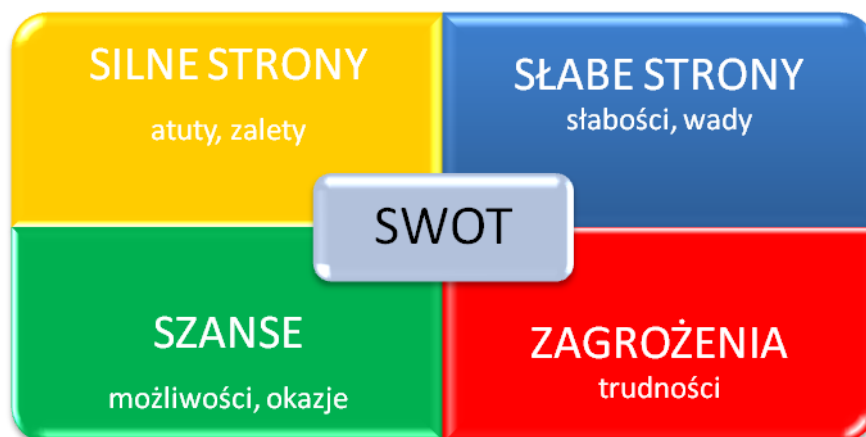 SILNE STRONY
atuty, zalety
SŁABE STRONY
słabości, wady
SWOT
SZANSE
możliwości, okazje
ZAGROŻENIA
trudności